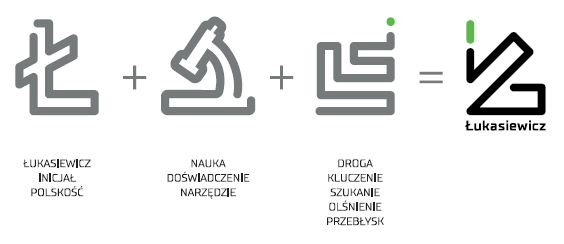 Łukasiewicz
ŁUKASIEWICZ
INICJAŁ
POLSKOŚĆ
NAUKA
DOŚWIADCZENIE
NARZĘDZIE
DROGA
KLUCZENIE
SZUKANIE
OLŚNIENIE
PRZEBŁYSK